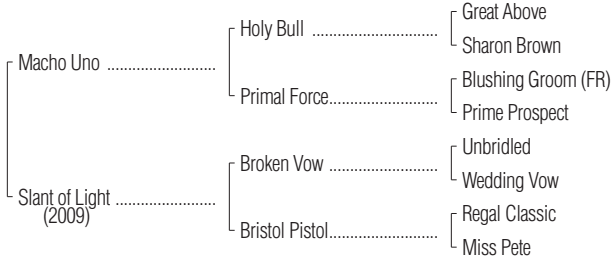 Great Above
Holy Bull ................................
Sharon Brown
Macho Uno ............................
Blushing Groom (FR)
Primal Force............................
Prime Prospect
Unbridled
Broken Vow ............................
Wedding Vow
Slant of Light ..........................
(2009)
Regal Classic
Bristol Pistol............................
Miss Pete